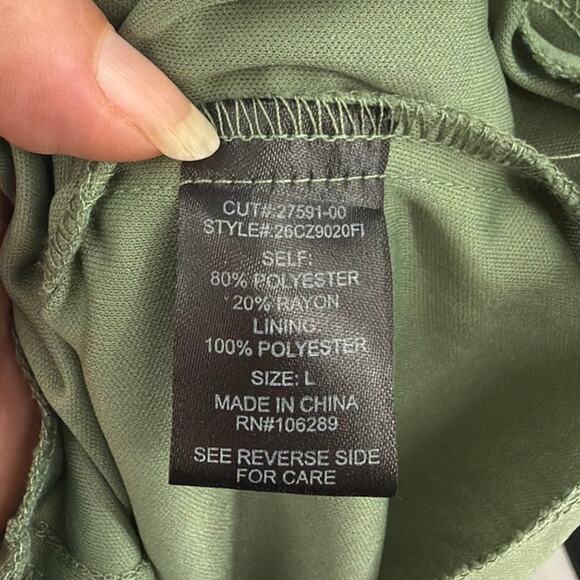 CUT#:27591-00
STYLE#:26CZ9020FI
SELF:
80% POLYESTER
20% RAYON
LINING:
100% POLYESTER
SIZE: L
MADE IN CHINA
RN#106289
SEE REVERSE SIDE
FOR CARE